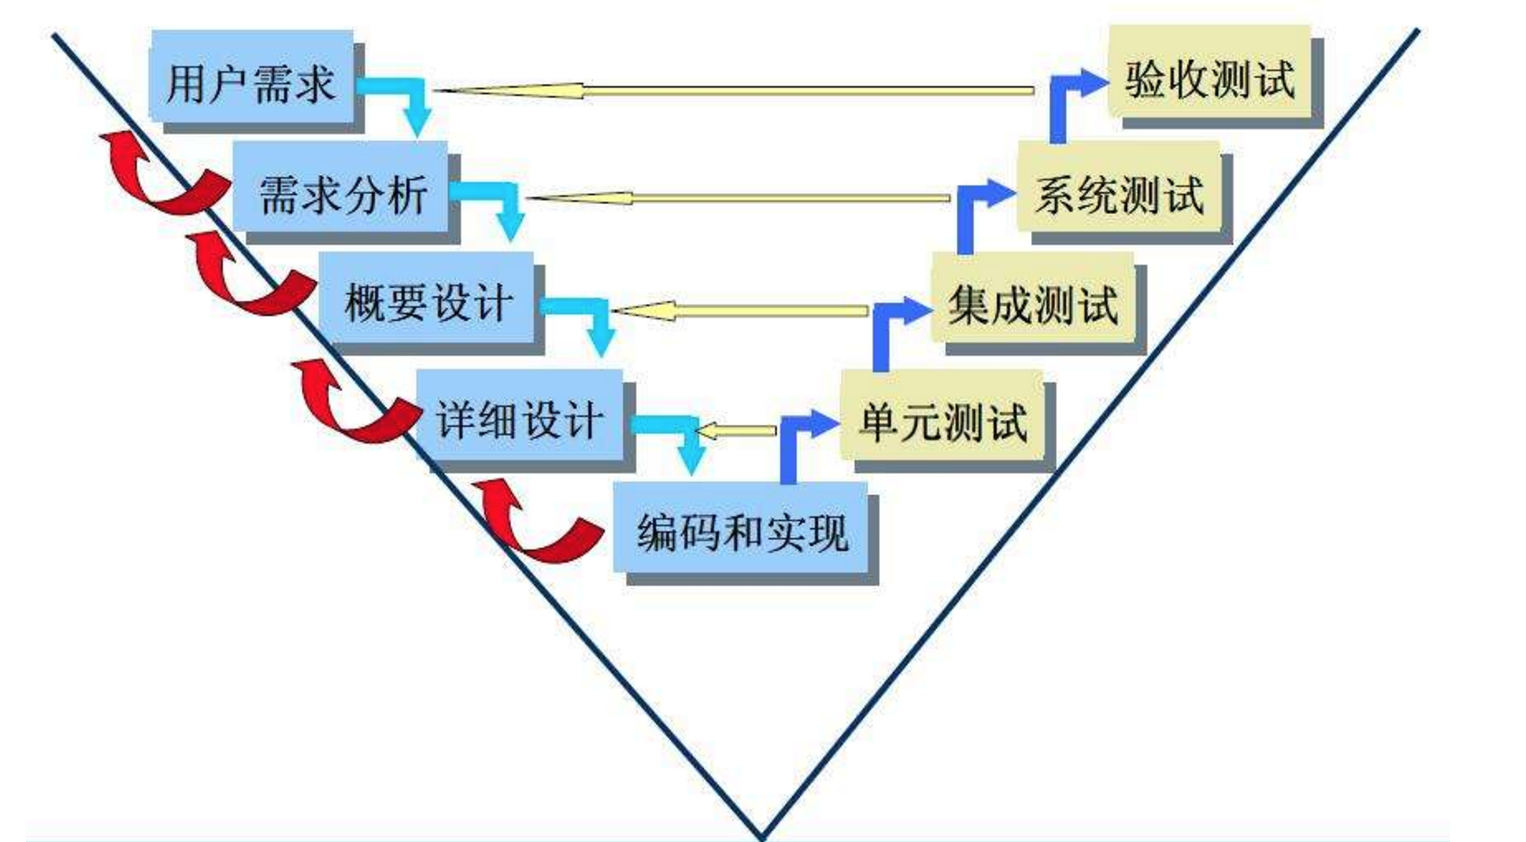 用户需求
验收测试
需求分析
系统测试
概要设计
集成测试
详细设计
单元测试
编码和实现